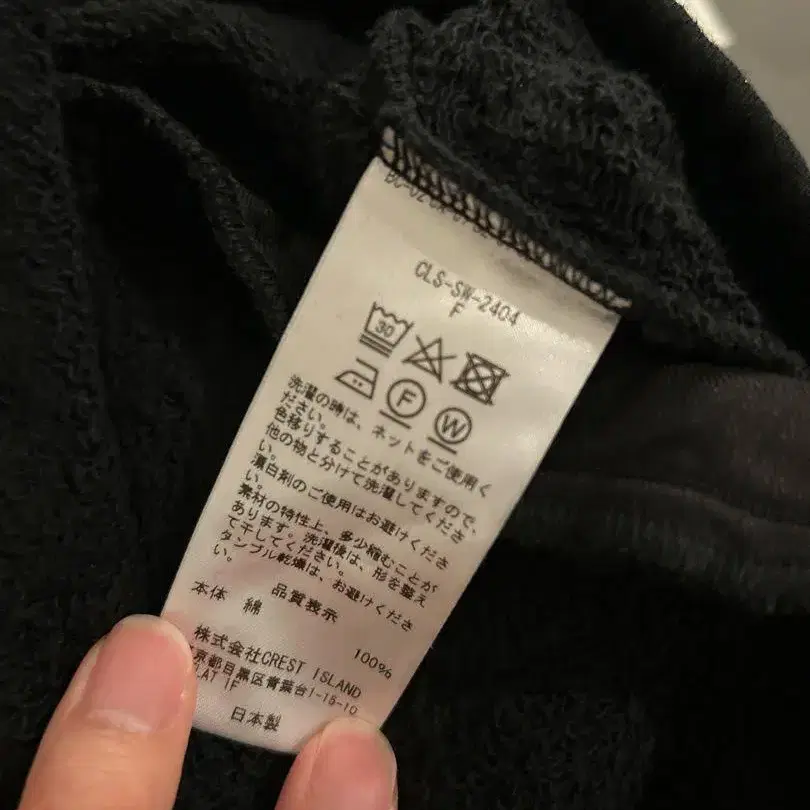 CLS-SW-2404
F
30
F
W
洗濯の時は、ネットをご使用く
ださい。
色移りすることがありますので、
他の物と分けて洗濯してくださ
い。
漂白剤のご使用はお避けくださ
い。
素材の特性上、多少縮むことが
あります。洗濯後は、形を整え
て干してください。
タンブル乾燥は、お避けくださ
い。
品質表示
本体 綿 100%
株式会社CREST ISLAND
京都目黒区青葉台1-15-10
LAT 1F
日本製